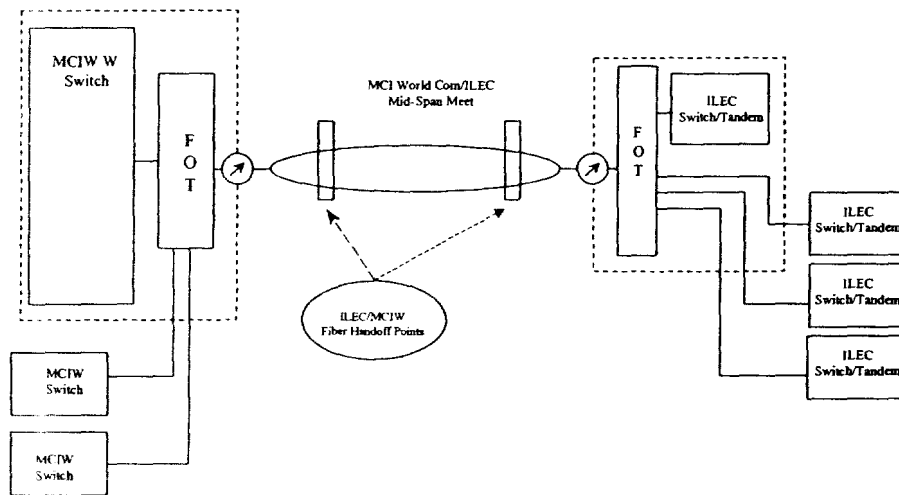 MCIW W
Switch
F
O
T
MCI World Com/ILEC
Mid-Span Meet
ILEC/MCIW
Fiber Handoff Points
MCIW
Switch
MCIW
Switch
F
O
T
ILEC
Switch/Tandem
ILEC
Switch/Tandem
ILEC
Switch/Tandem
ILEC
Switch/Tandem